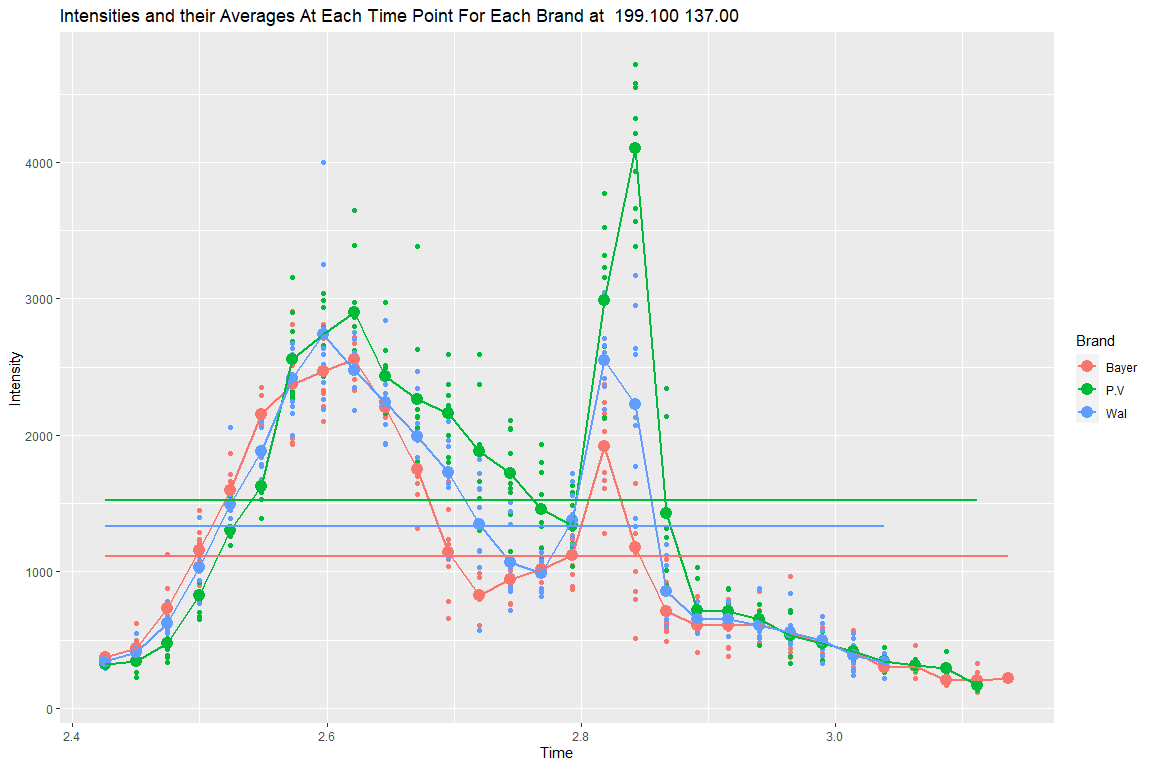 Intensities and their Averages At Each Time Point For Each Brand at  199.100 137.00
Intensity
4000
3000
2000
1000
0
2.4
2.6
2.8
3.0
Time
Brand
Bayer
P.V
Wal